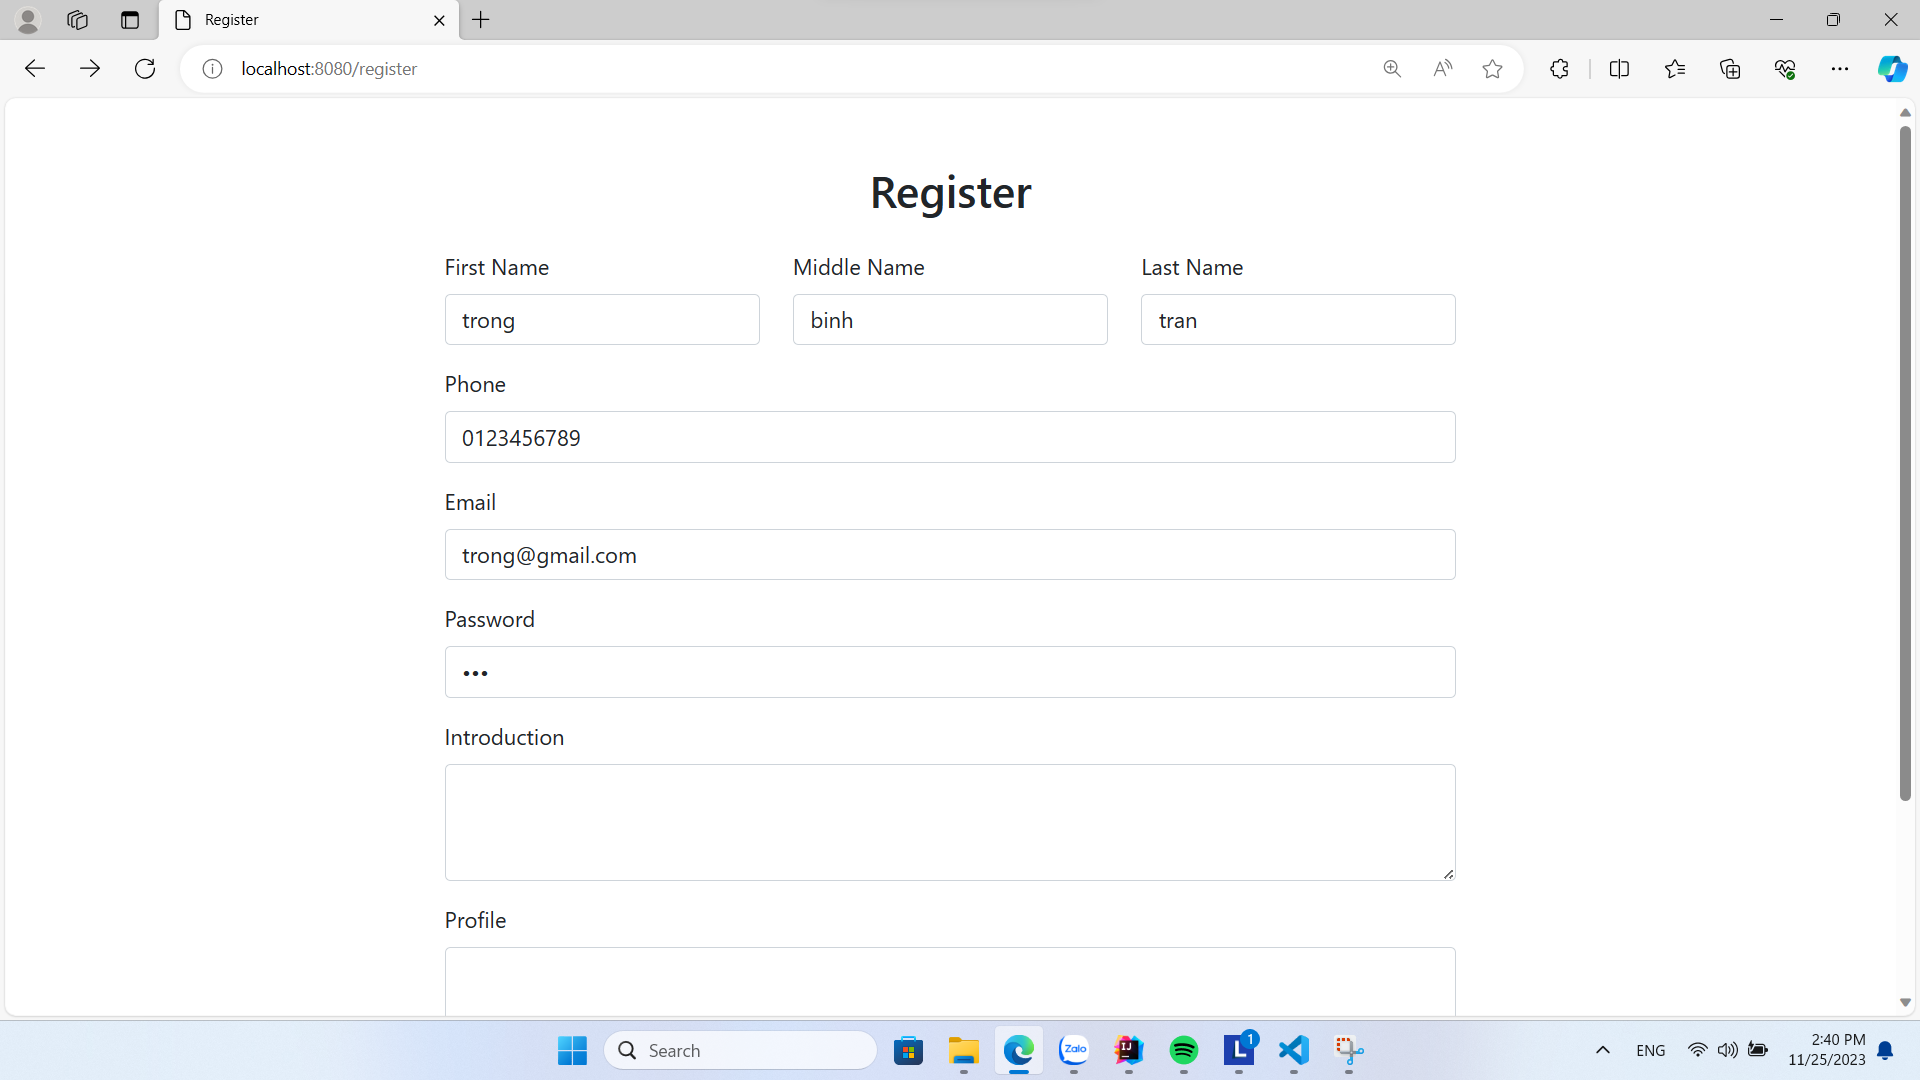 Register
localhost:8080/register
Register
First Name Middle Name Last Name
trong binh tran
Phone
0123456789
Email
trong@gmail.com
Password
•••
Introduction
Profile
Search
Zalo
IJ
L
1
ENG
2:40 PM
11/25/2023